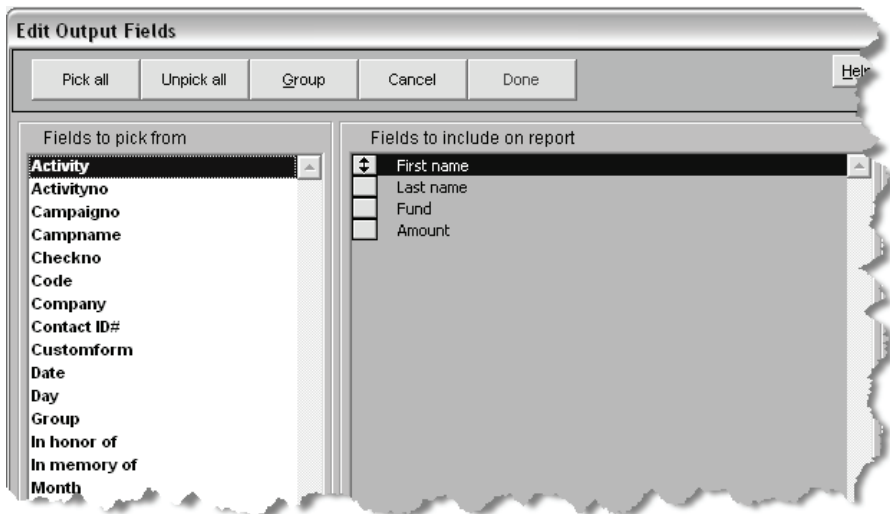 Edit Output Fields
Pick all
Unpick all
Group
Cancel
Done
Help
Fields to pick from
Activity
Activityno
Campaigno
Campname
Checkno
Code
Company
Contact ID#
Customform
Date
Day
Group
In honor of
In memory of
Month
Fields to include on report
First name
Last name
Fund
Amount